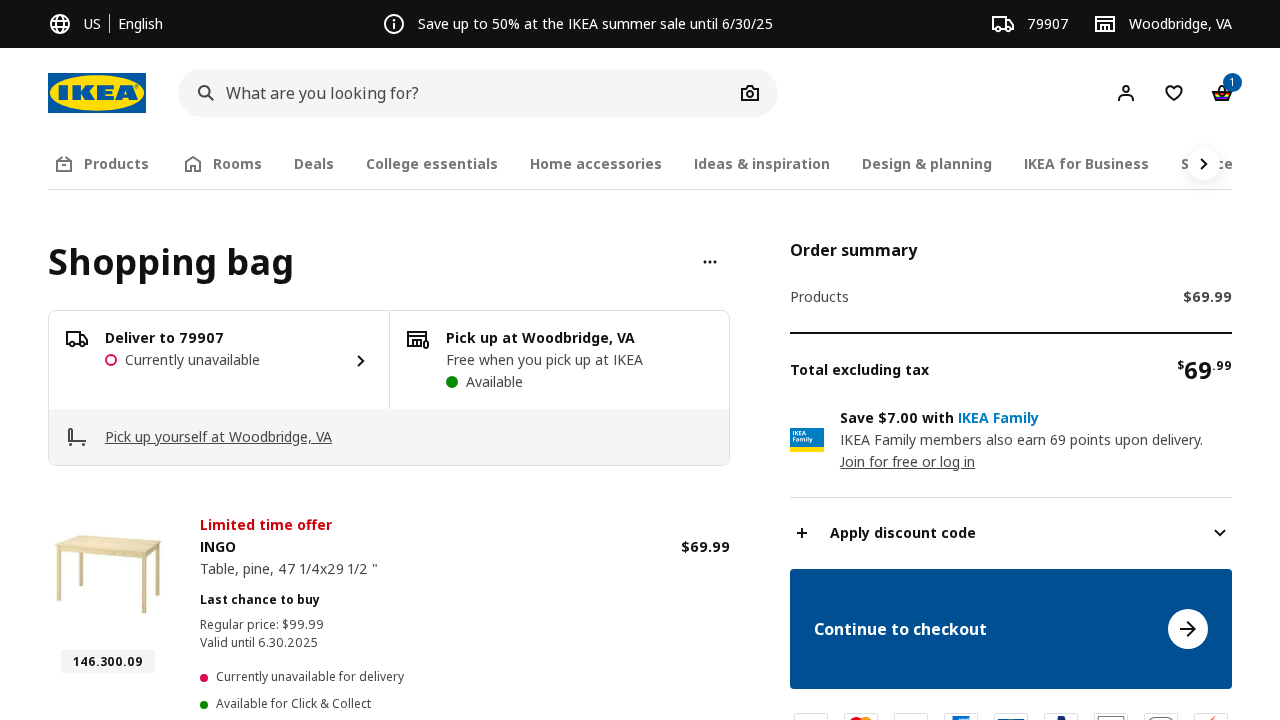 US
English
Save up to 50% at the IKEA summer sale until 6/30/25
79907
Woodbridge, VA
IKEA
What are you looking for?
1
Products
Rooms
Deals
College essentials
Home accessories
Ideas & inspiration
Design & planning
IKEA for Business
Shopping bag
Deliver to 79907
Currently unavailable
Pick up at Woodbridge, VA
Free when you pick up at IKEA
Available
Pick up yourself at Woodbridge, VA
Limited time offer
INGO
$69.99
Table, pine, 47 1/4x29 1/2 "
Last chance to buy
Regular price: $99.99
Valid until 6.30.2025
146.300.09
Currently unavailable for delivery
Available for Click & Collect
Order summary
Products
$69.99
Total excluding tax
$69.99
IKEA
Family
Save $7.00 with IKEA Family
IKEA Family members also earn 69 points upon delivery.
Join for free or log in
Apply discount code
Continue to checkout